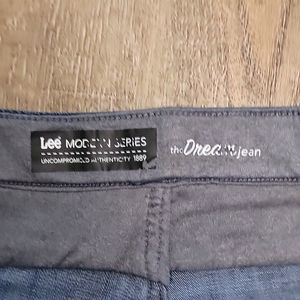 Lee MODERN SERIES
UNCOMPROMISED AUTHENTICITY 1889
the Dream jean